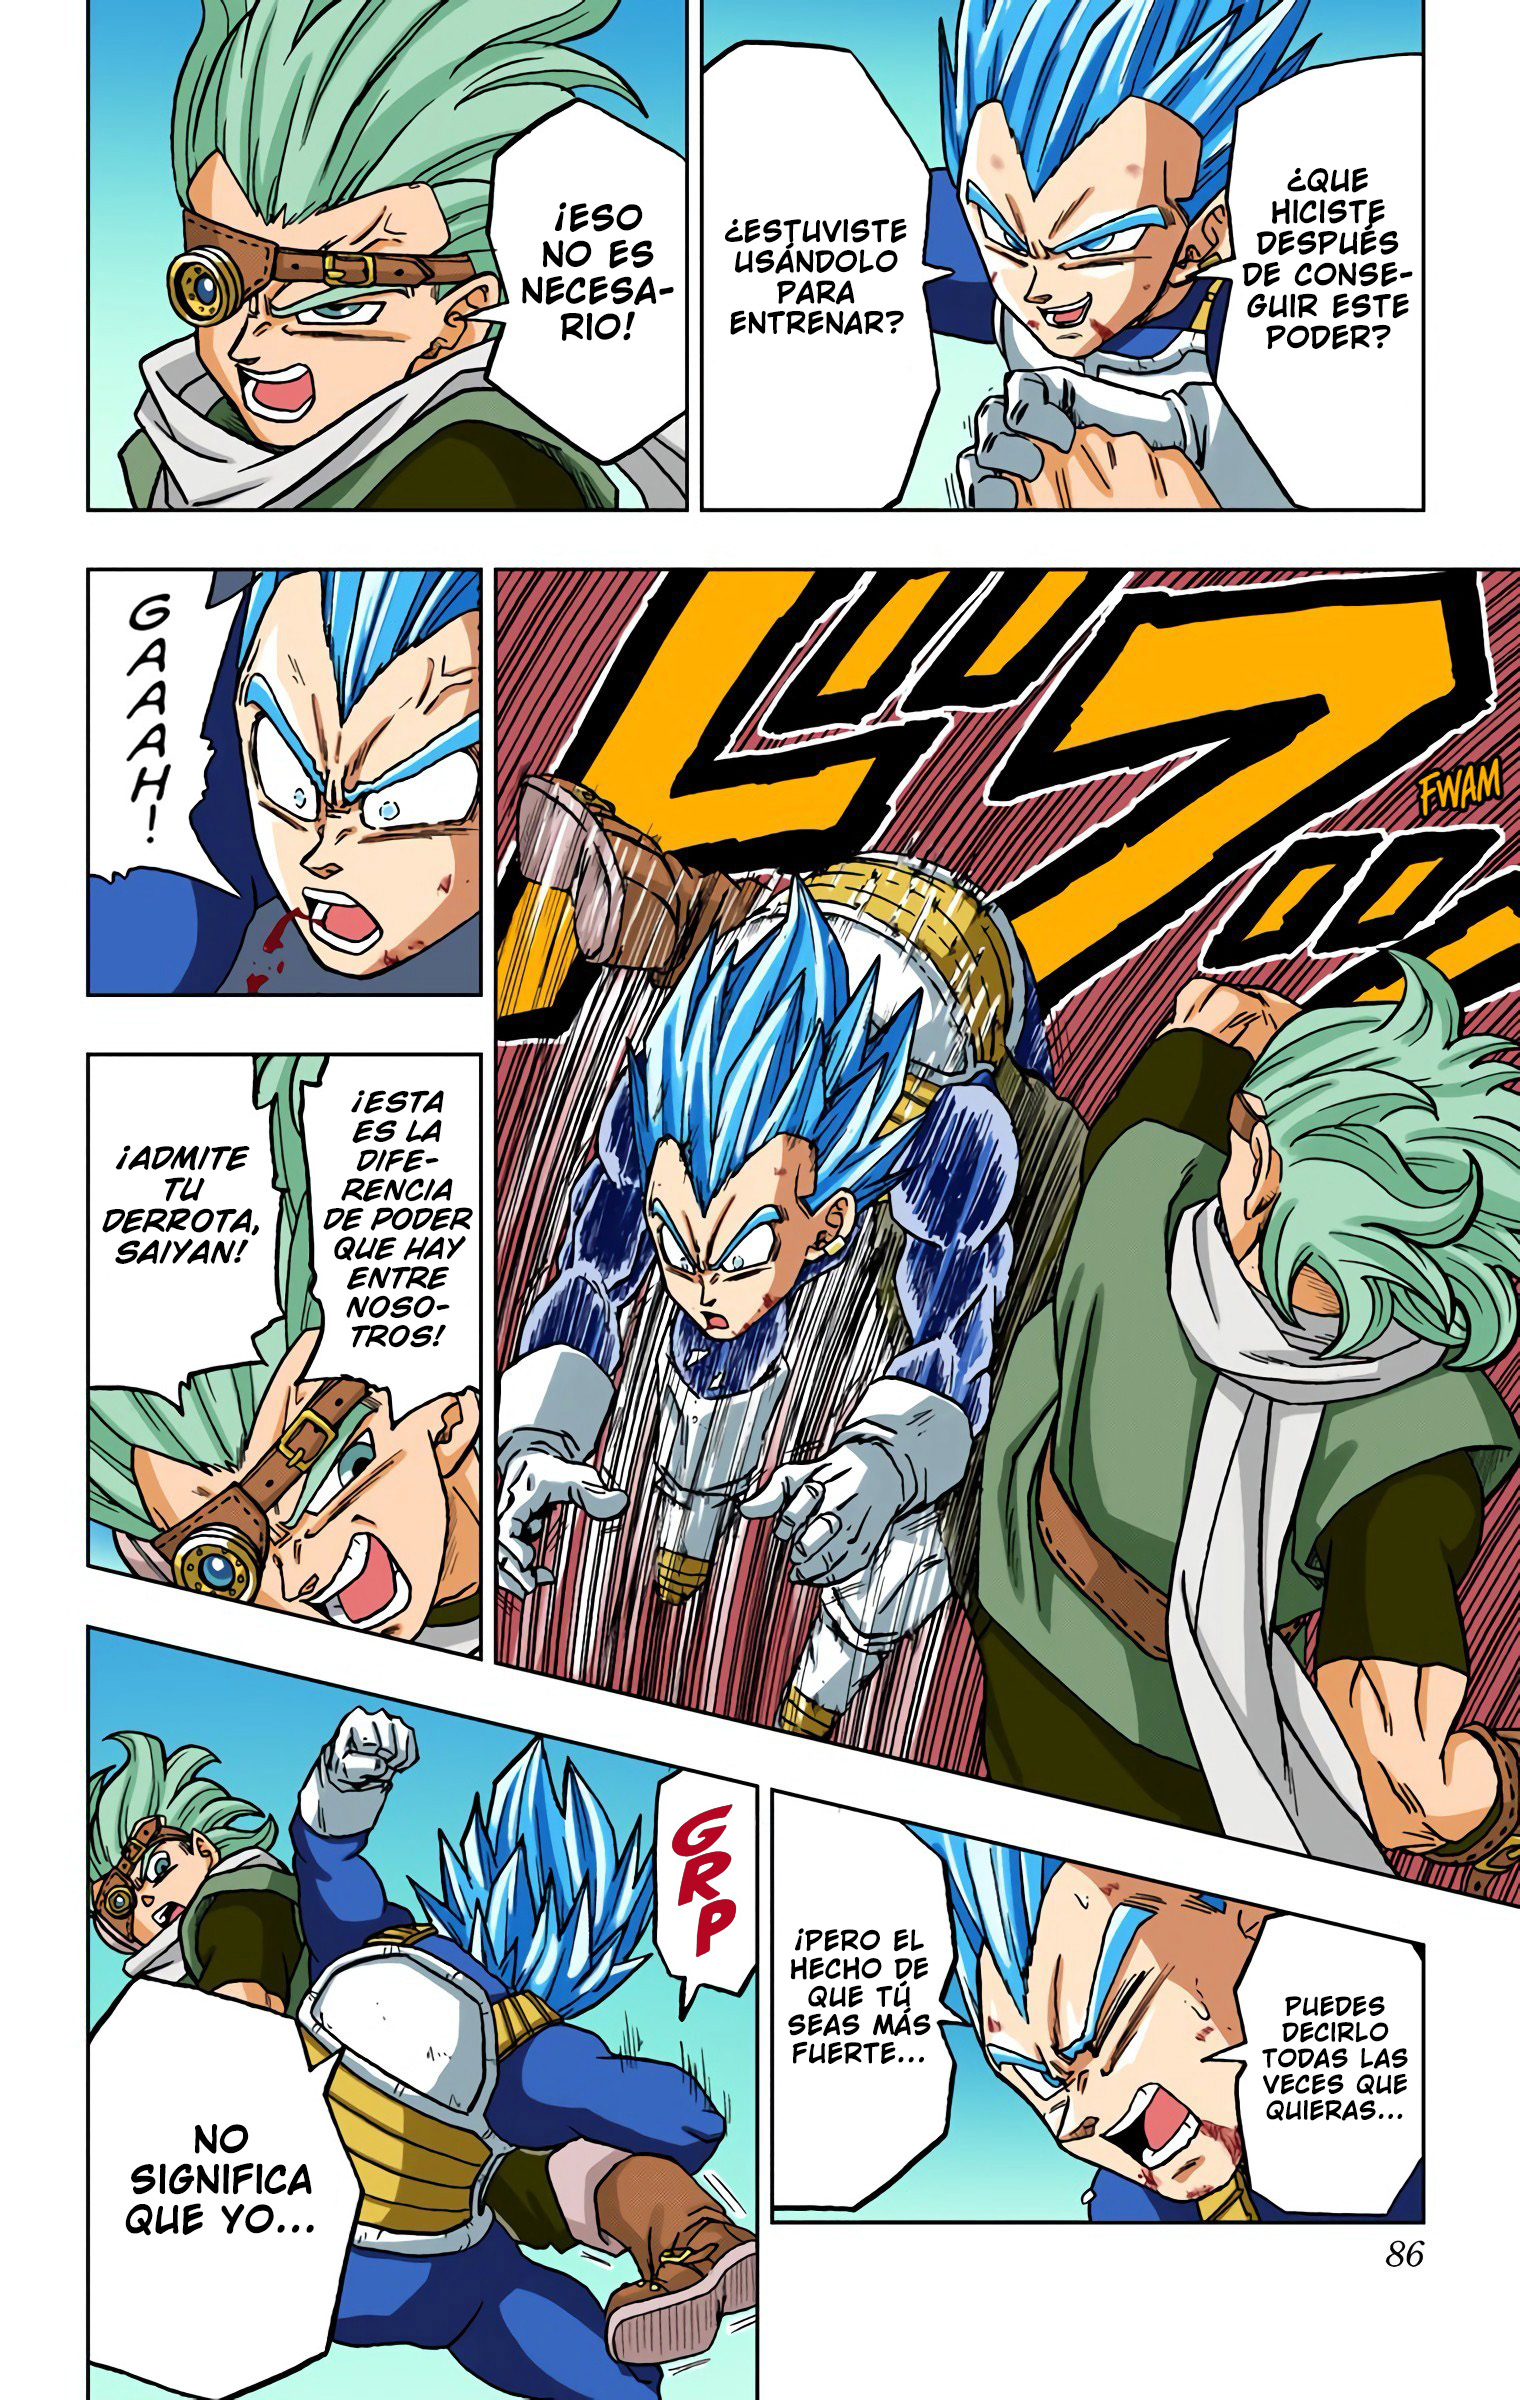 ¿QUE
HICISTE
DESPUÉS
DE CONSE-
GUIR ESTE
PODER?
¿ESTUVISTE
USÁNDOLO
PARA
ENTRENAR?
¡ESO
NO ES
NECESA-
RIO!
FWAM
GAAAH!
¡ESTA
ES LA
DIFE-
RENCIA
DE PODER
QUE HAY
ENTRE
NOSO-
TROS!
¡ADMITE
TU
DERROTA,
SAIYAN!
PUEDES
DECIRLO
TODAS LAS
VECES QUE
QUIERAS...
¡PERO EL
HECHO DE
QUE TÚ
SEAS MÁS
FUERTE...
GRP
NO
SIGNIFICA
QUE YO...
86